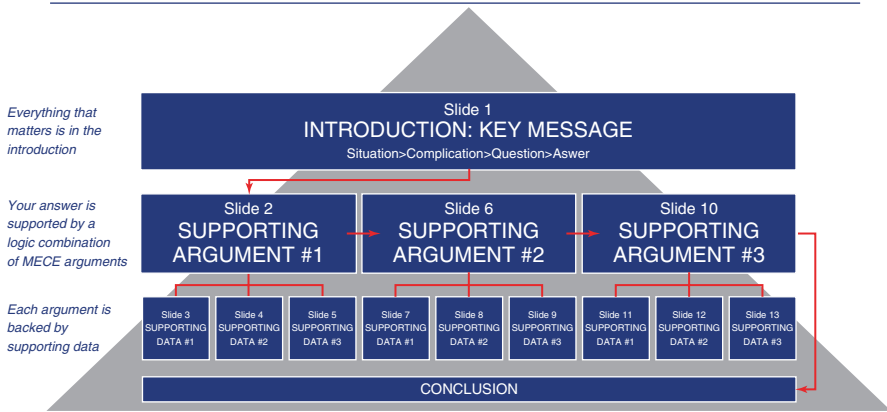 Everything that
matters is in the
introduction
Slide 1
INTRODUCTION: KEY MESSAGE
Situation>Complication>Question>Aswer
Your answer is
supported by a
logic combination
of MECE arguments
Slide 2
SUPPORTING
ARGUMENT #1
Slide 6
SUPPORTING
ARGUMENT #2
Slide 10
SUPPORTING
ARGUMENT #3
Each argument is
backed by
supporting data
Slide 3
SUPPORTING
DATA #1
Slide 4
SUPPORTING
DATA #2
Slide 5
SUPPORTING
DATA #3
Slide 7
SUPPORTING
DATA #1
Slide 8
SUPPORTING
DATA #2
Slide 9
SUPPORTING
DATA #3
Slide 11
SUPPORTING
DATA #1
Slide 12
SUPPORTING
DATA #2
Slide 13
SUPPORTING
DATA #3
CONCLUSION